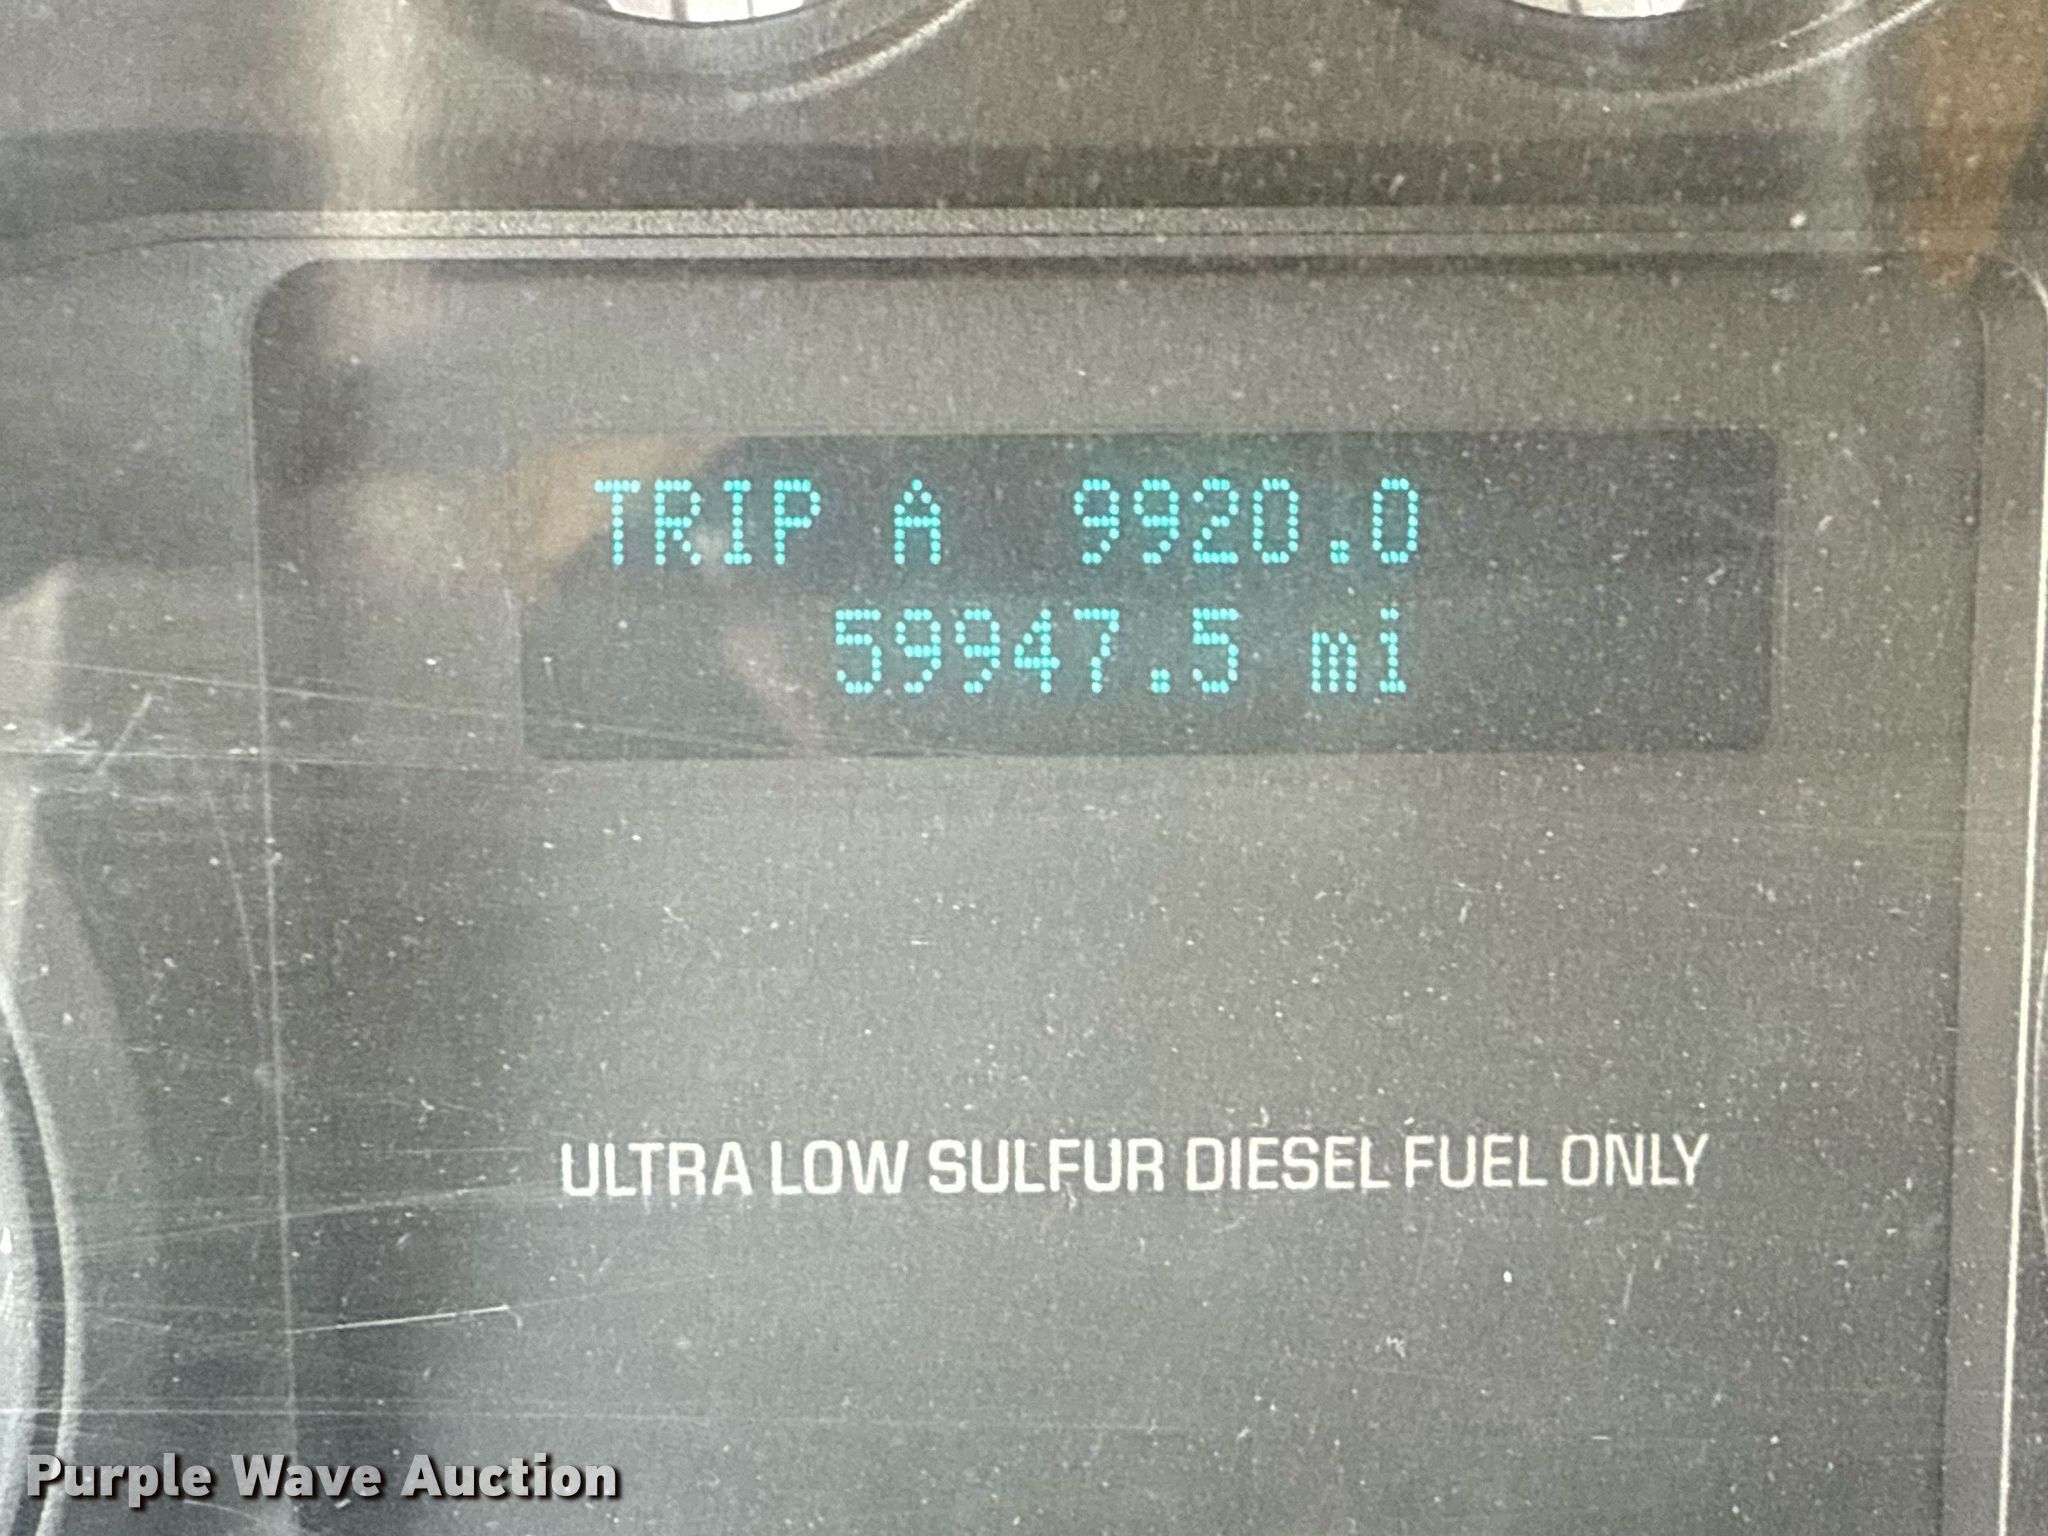 TRIP A 9920.0
59947.5 mi
ULTRA LOW SULFUR DIESEL FUEL ONLY
Purple Wave Auction